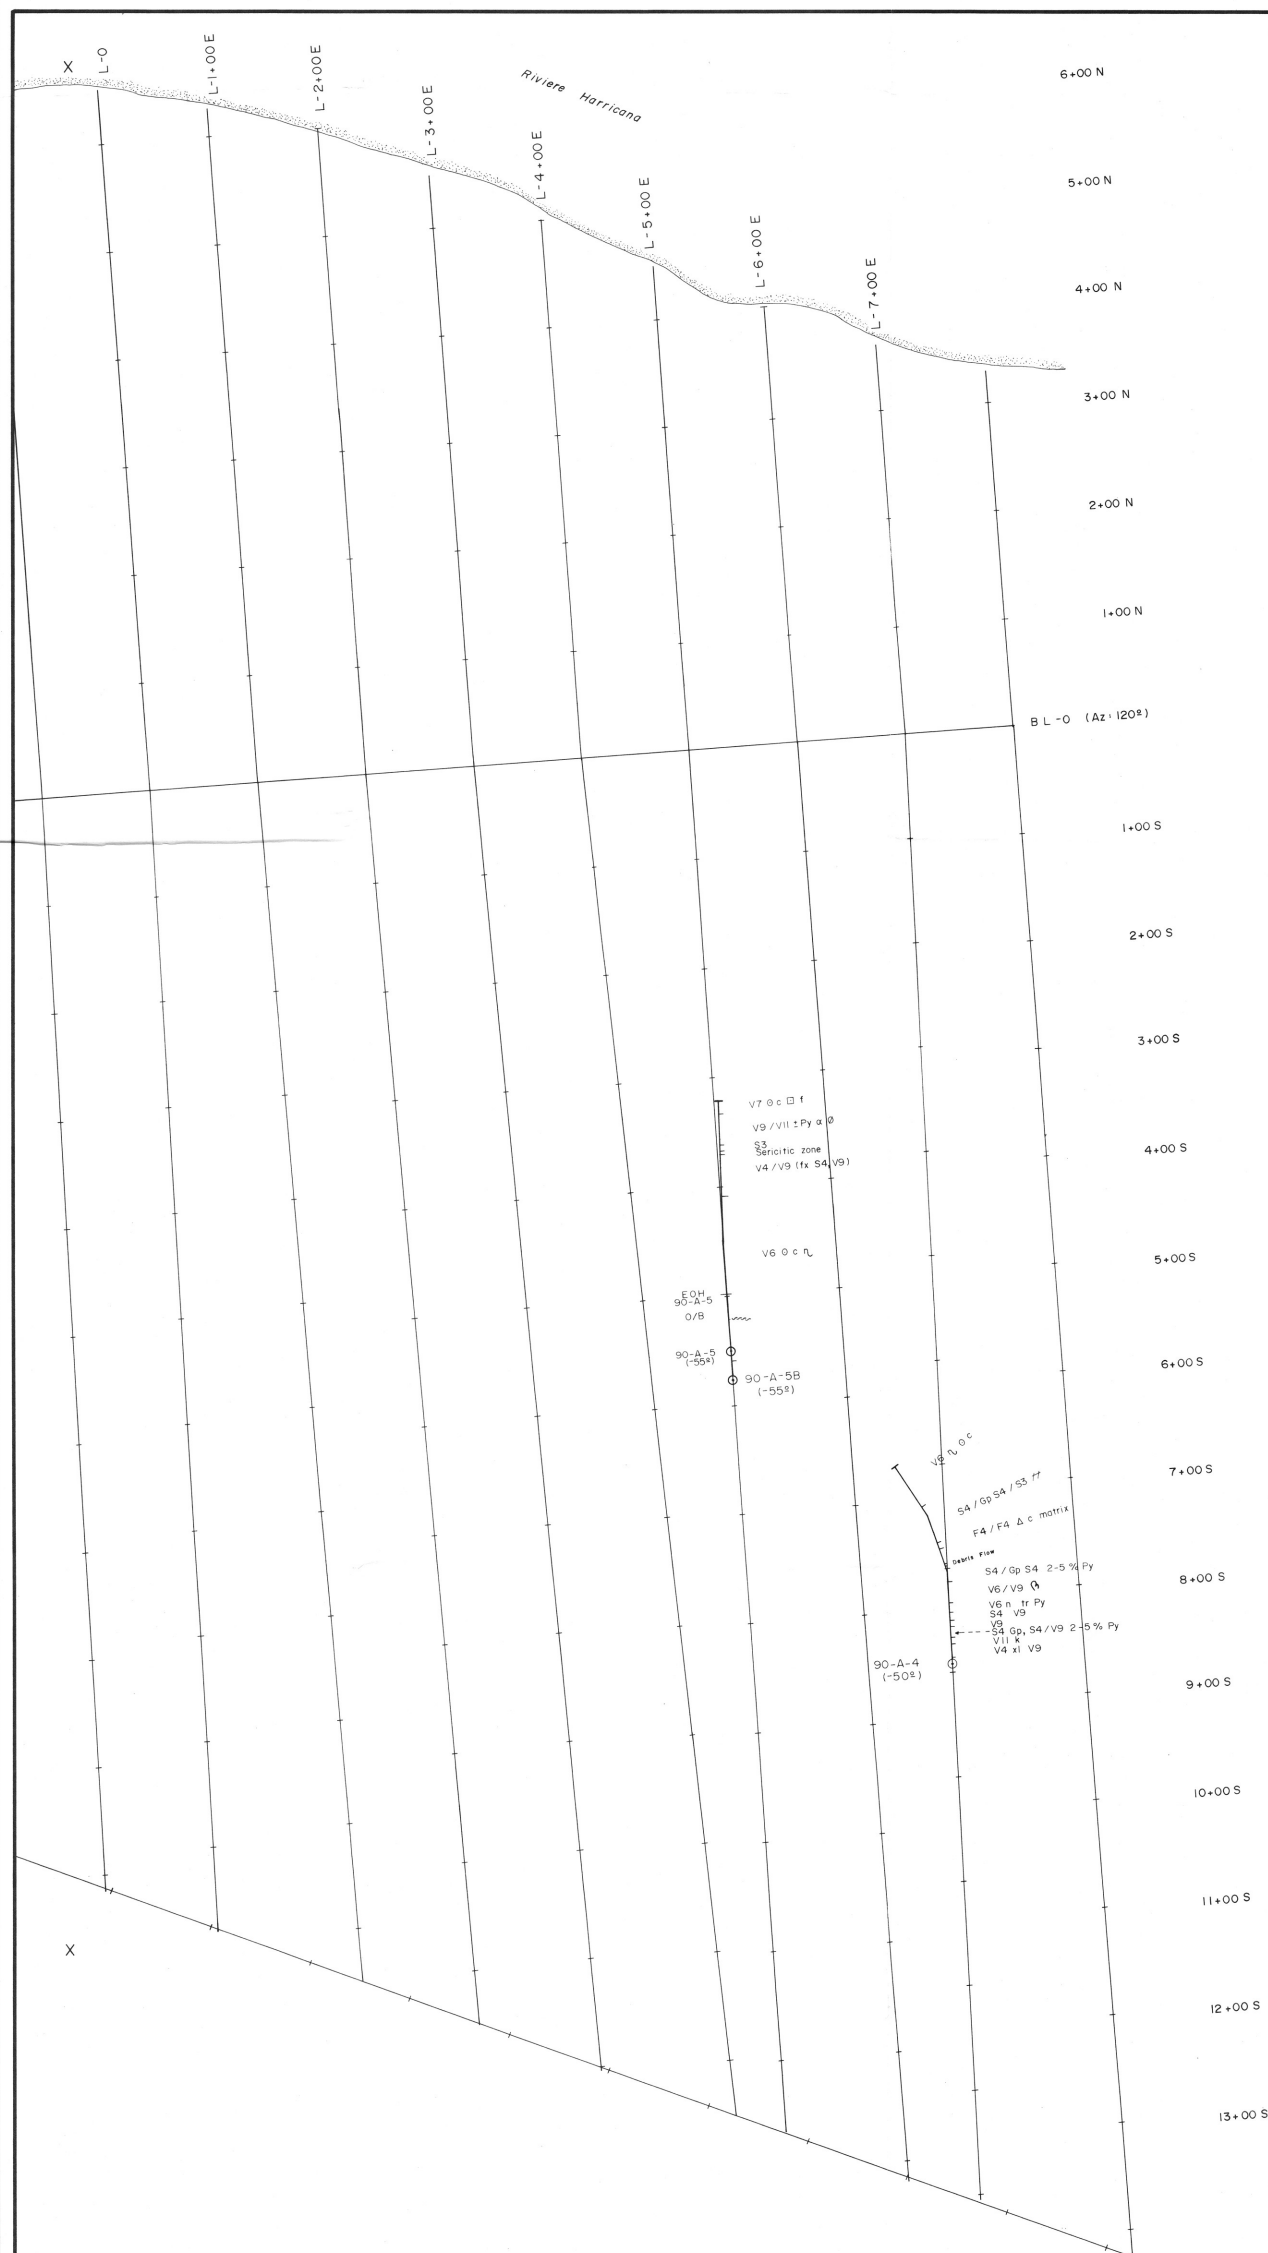 X
L-0
L-1+00E
L-2+00E
L-3+00E
L-4+00E
L-5+00E
L-6+00E
L-7+00E
Riviere Harricana
6+00 N
5+00 N
4+00 N
3+00 N
2+00 N
1+00 N
BL-0 (Az: 120º)
1+00 S
2+00 S
3+00 S
4+00 S
5+00 S
6+00 S
7+00 S
8+00 S
9+00 S
10+00 S
11+00 S
12+00 S
13+00 S
V7 ⊙ c ⊡ f
V9/V11 ± Py α Ø
S3
Sericitic zone
V4/V9 (fx S4,V9)
V6 ⊙ c
EOH
90-A-5
O/B
90-A-5
(-55º)
90-A-5B
(-55º)
V6 ⊙ c
S4/Gp S4/S3
F4/F4 Δ c matrix
Debris Flow
S4/Gp S4 2-5% Py
V6/V9
V6 n tr Py
S4 V9
V9
S4 Gp, S4/V9 2-5% Py
V11 k
V4 xl V9
90-A-4
(-50º)
X